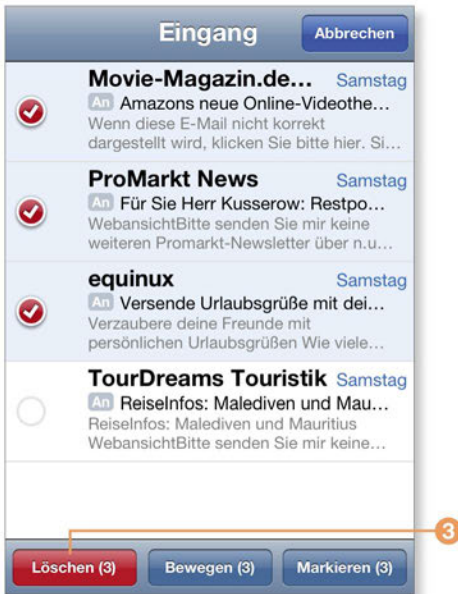 Eingang
Abbrechen
Movie-Magazin.de... Samstag
An Amazons neue Online-Videothe...
Wenn diese E-Mail nicht korrekt
dargestellt wird, klicken Sie bitte hier. Si...
ProMarkt News Samstag
An Für Sie Herr Kusserow: Restpo...
WebansichtBitte senden Sie mir keine
weiteren Promarkt-Newsletter über n.u...
equinux Samstag
An Versende Urlaubsgrüße mit dei...
Verzaubere deine Freunde mit
persönlichen Urlaubsgrüßen Wie viele...
TourDreams Touristik Samstag
An ReiseInfos: Malediven und Mau...
ReiseInfos: Malediven und Mauritius
WebansichtBitte senden Sie mir keine...
3
Löschen (3) Bewegen (3) Markieren (3)